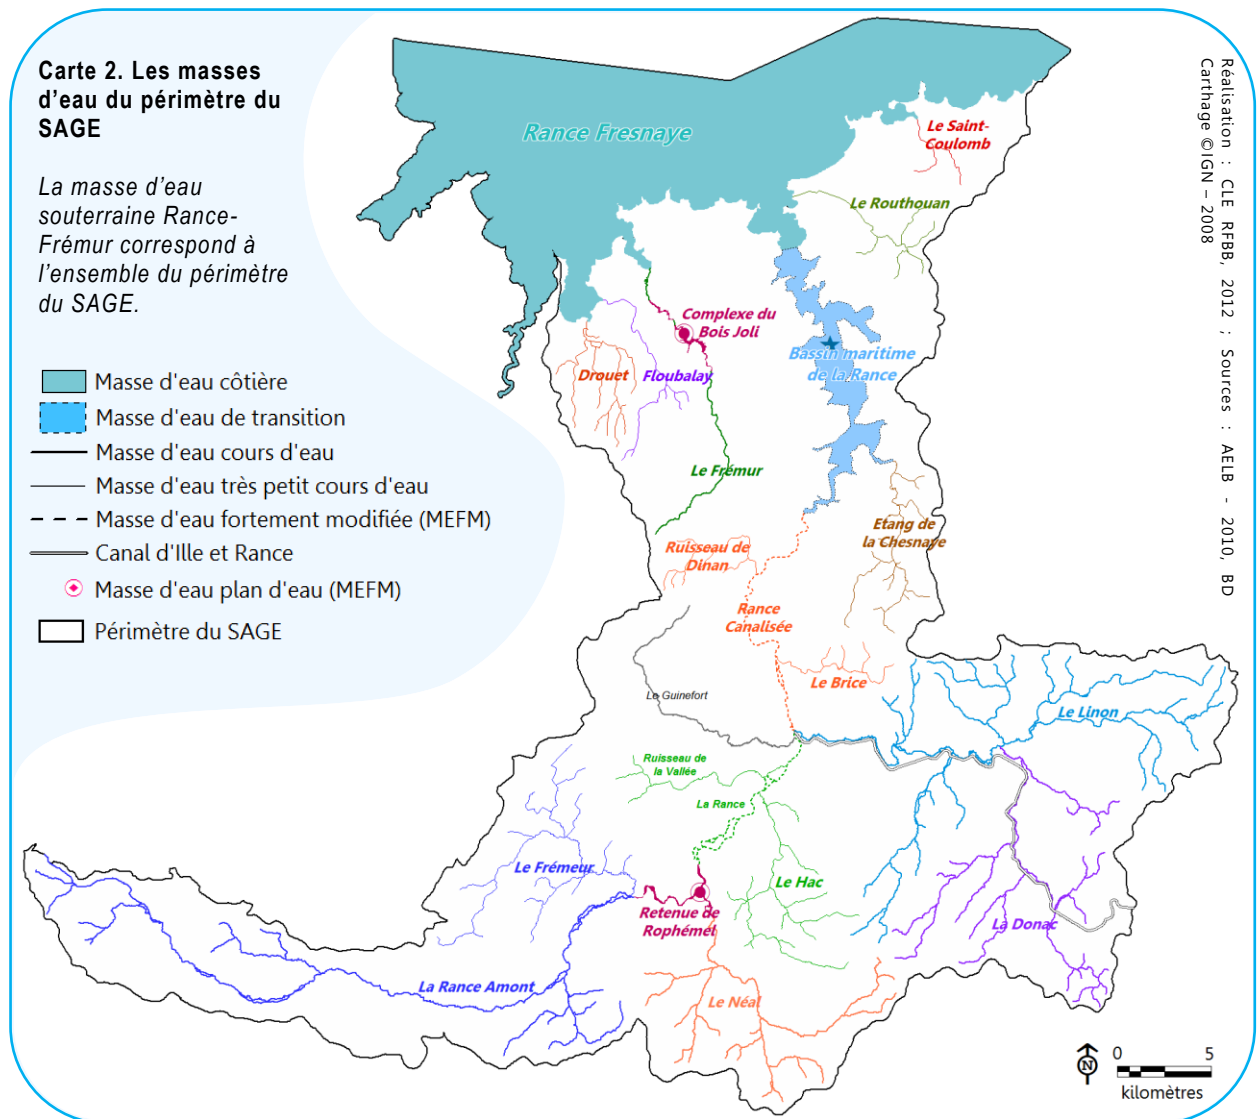 Carte 2. Les masses
d'eau du périmètre du
SAGE
La masse d'eau
souterraine Rance-
Frémur correspond à
l'ensemble du périmètre
du SAGE.
Masse d'eau côtière
Masse d'eau de transition
Masse d'eau cours d'eau
Masse d'eau très petit cours d'eau
Masse d'eau fortement modifiée (MEFM)
Canal d'Ille et Rance
Masse d'eau plan d'eau (MEFM)
Périmètre du SAGE
Rance Fresnaye
Le Saint-
Coulomb
Le Routhouan
Complexe du
Bois Joli
Bassin maritime
de la Rance
Drouet
Floubalay
Le Frémur
Etang de
la Chesnaye
Ruisseau de
Dinan
Rance
Canalisée
Le Brice
Le Guinefort
Le Linon
Ruisseau de
la Vallée
La Rance
Le Frémeur
Le Hac
Retenue de
Rophémel
La Donac
La Rance Amont
Le Néal
N
0 5
kilomètres
Réalisation : CLE RFBB, 2012 ; Sources : AELB - 2010, BD
Carthage ©IGN – 2008